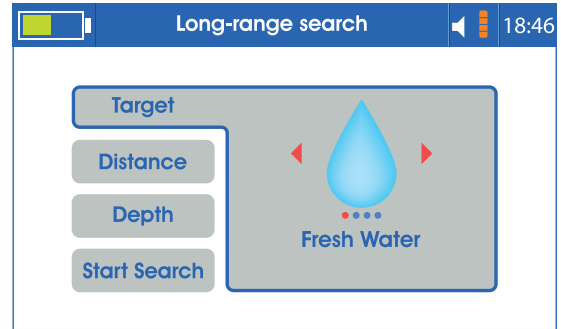 Long-range search
18:46
Target
Distance
Depth
Start Search
Fresh Water